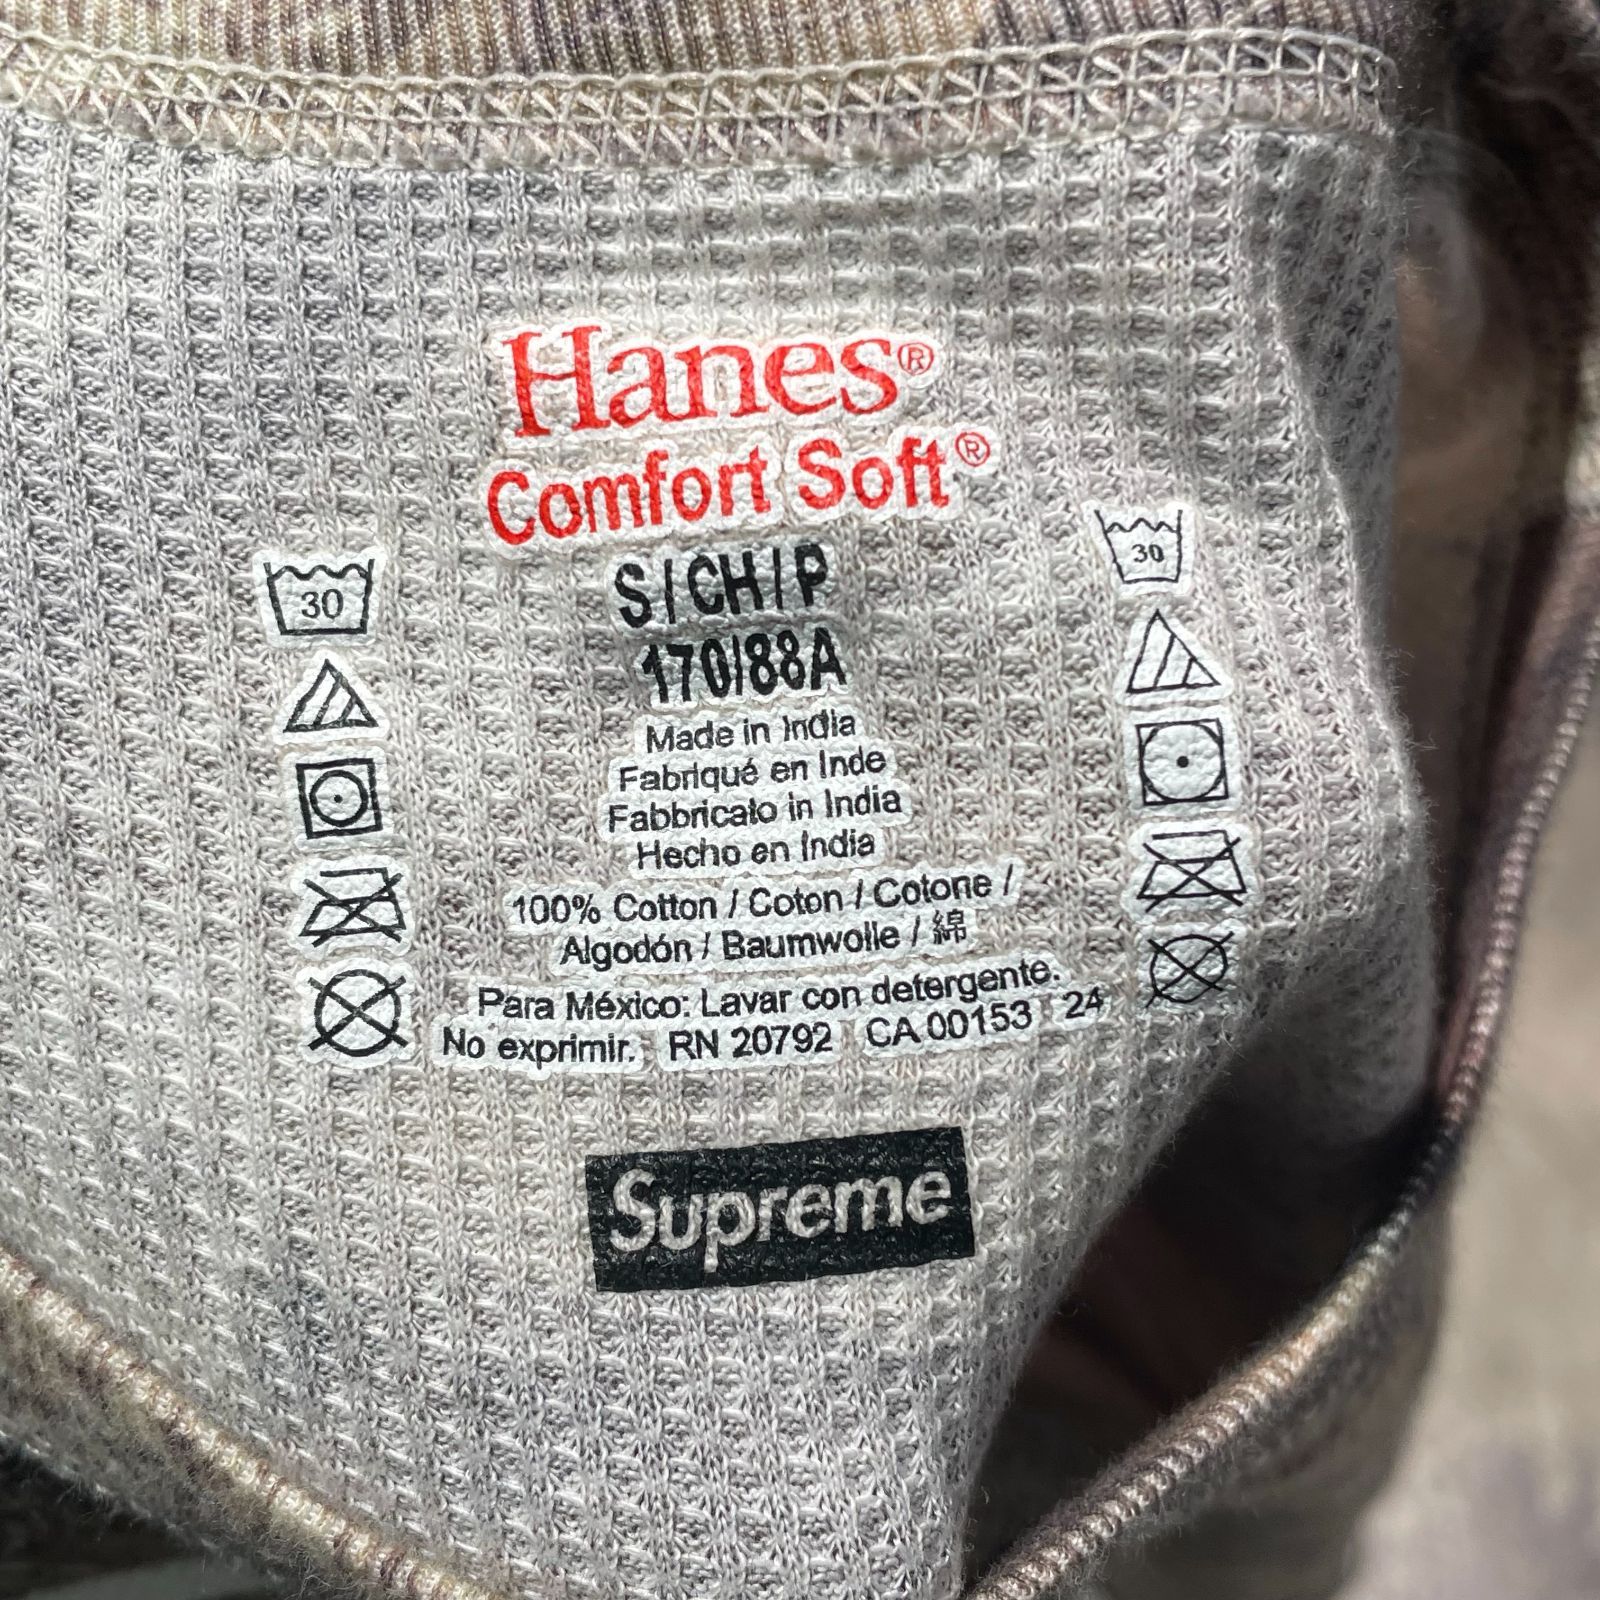 Hanes®
Comfort Soft®
S/CH/P
170/88A
30
30
Made in India
Fabriqué en Inde
Fabbricato in India
Hecho en India
100% Cotton / Coton / Cotone /
Algodón / Baumwolle / 綿
Para México: Lavar con detergente.
No exprimir. RN 20792 CA 00153 24
Supreme